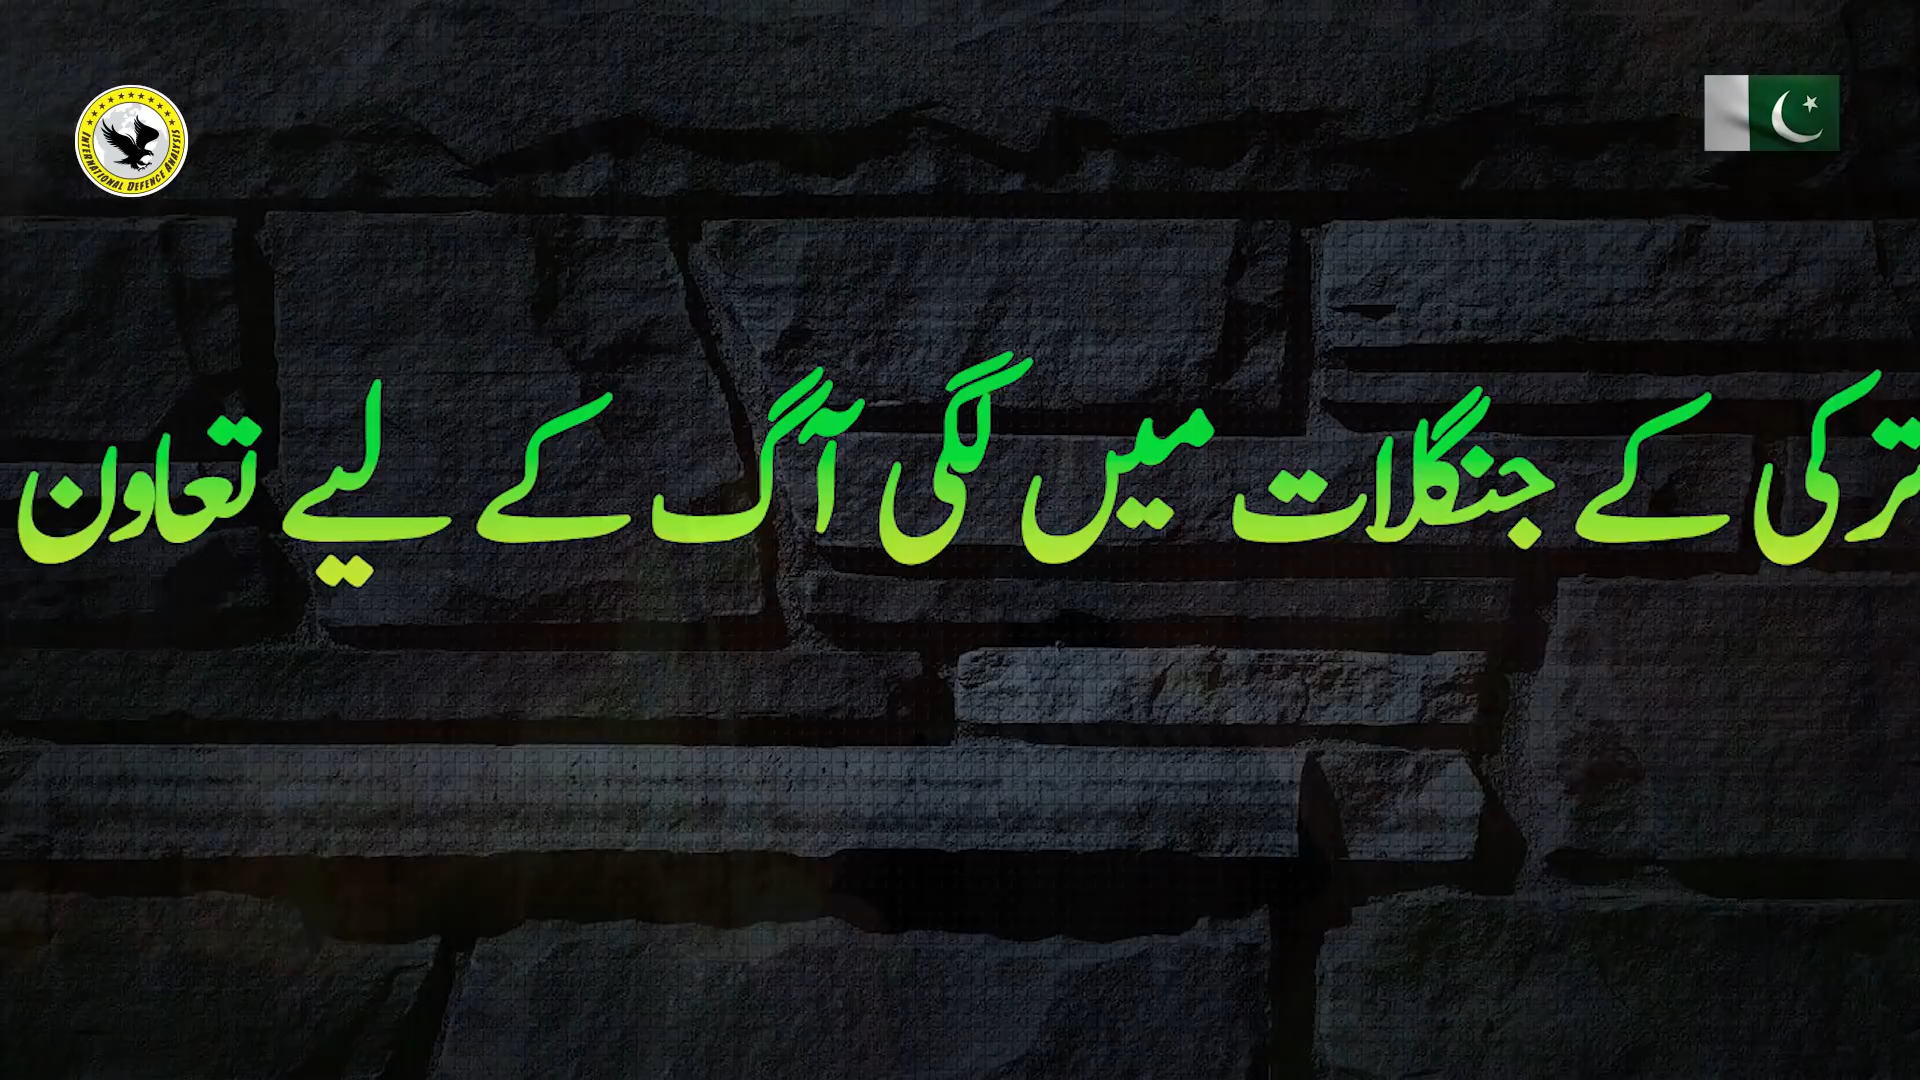 INTERNATIONAL DEFENCE ANALYSIS
ترکی کے جنگلات میں لگی آگ کے لیے تعاون